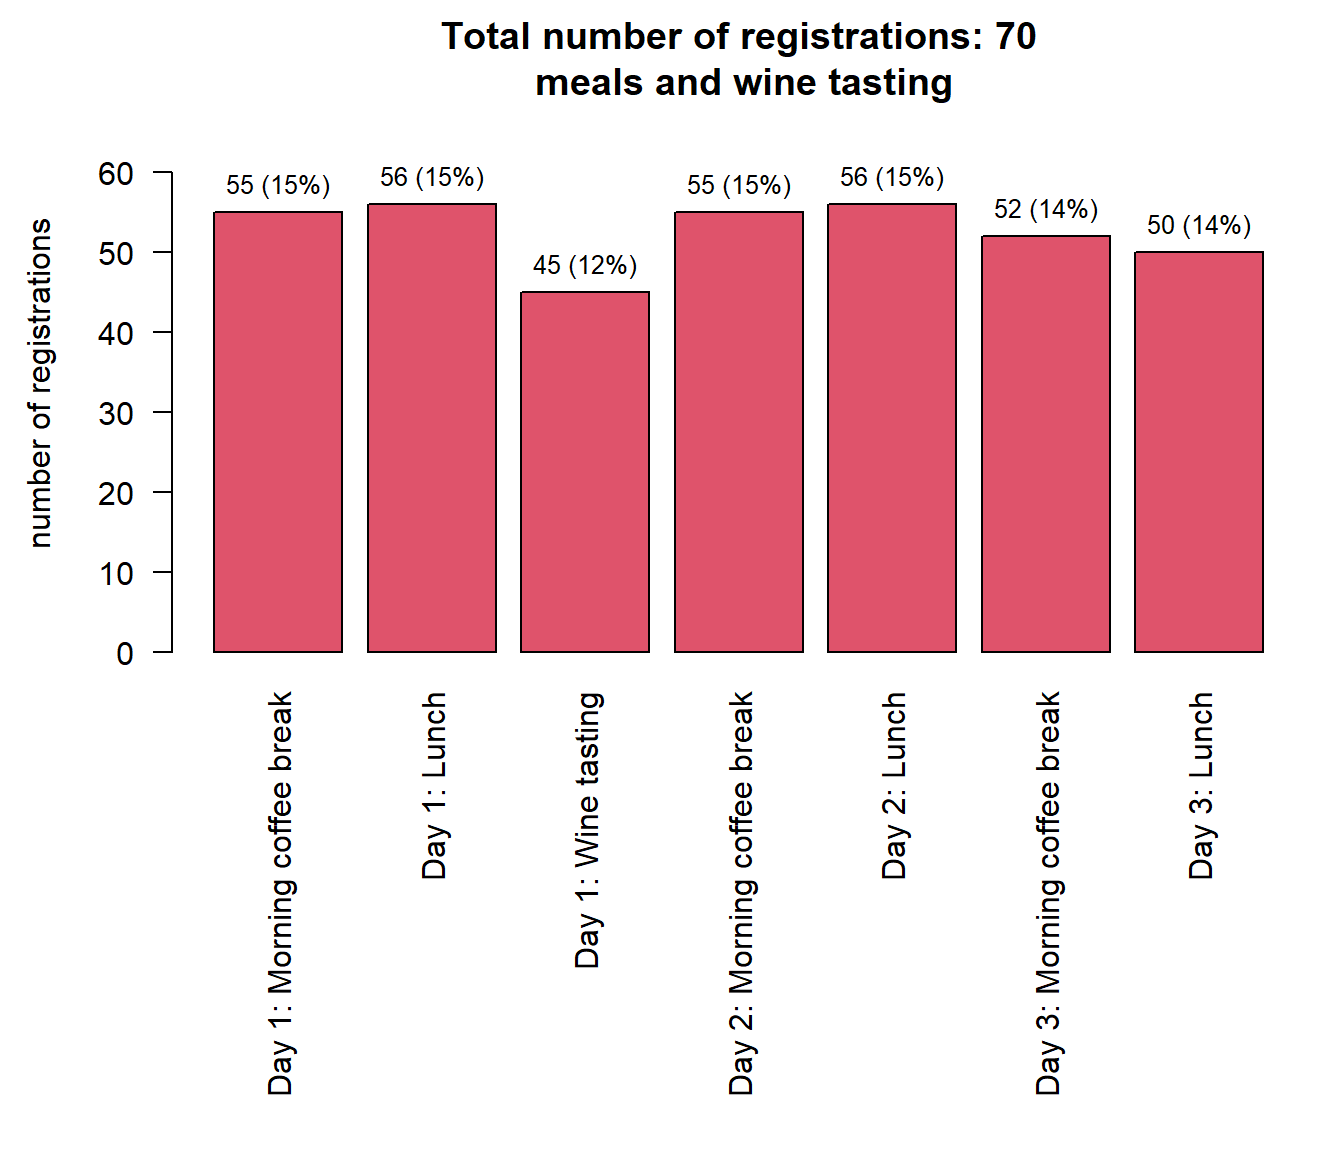 Total number of registrations: 70
meals and wine tasting
number of registrations
60
50
40
30
20
10
0
55 (15%)
56 (15%)
45 (12%)
55 (15%)
56 (15%)
52 (14%)
50 (14%)
Day 1: Morning coffee break
Day 1: Lunch
Day 1: Wine tasting
Day 2: Morning coffee break
Day 2: Lunch
Day 3: Morning coffee break
Day 3: Lunch